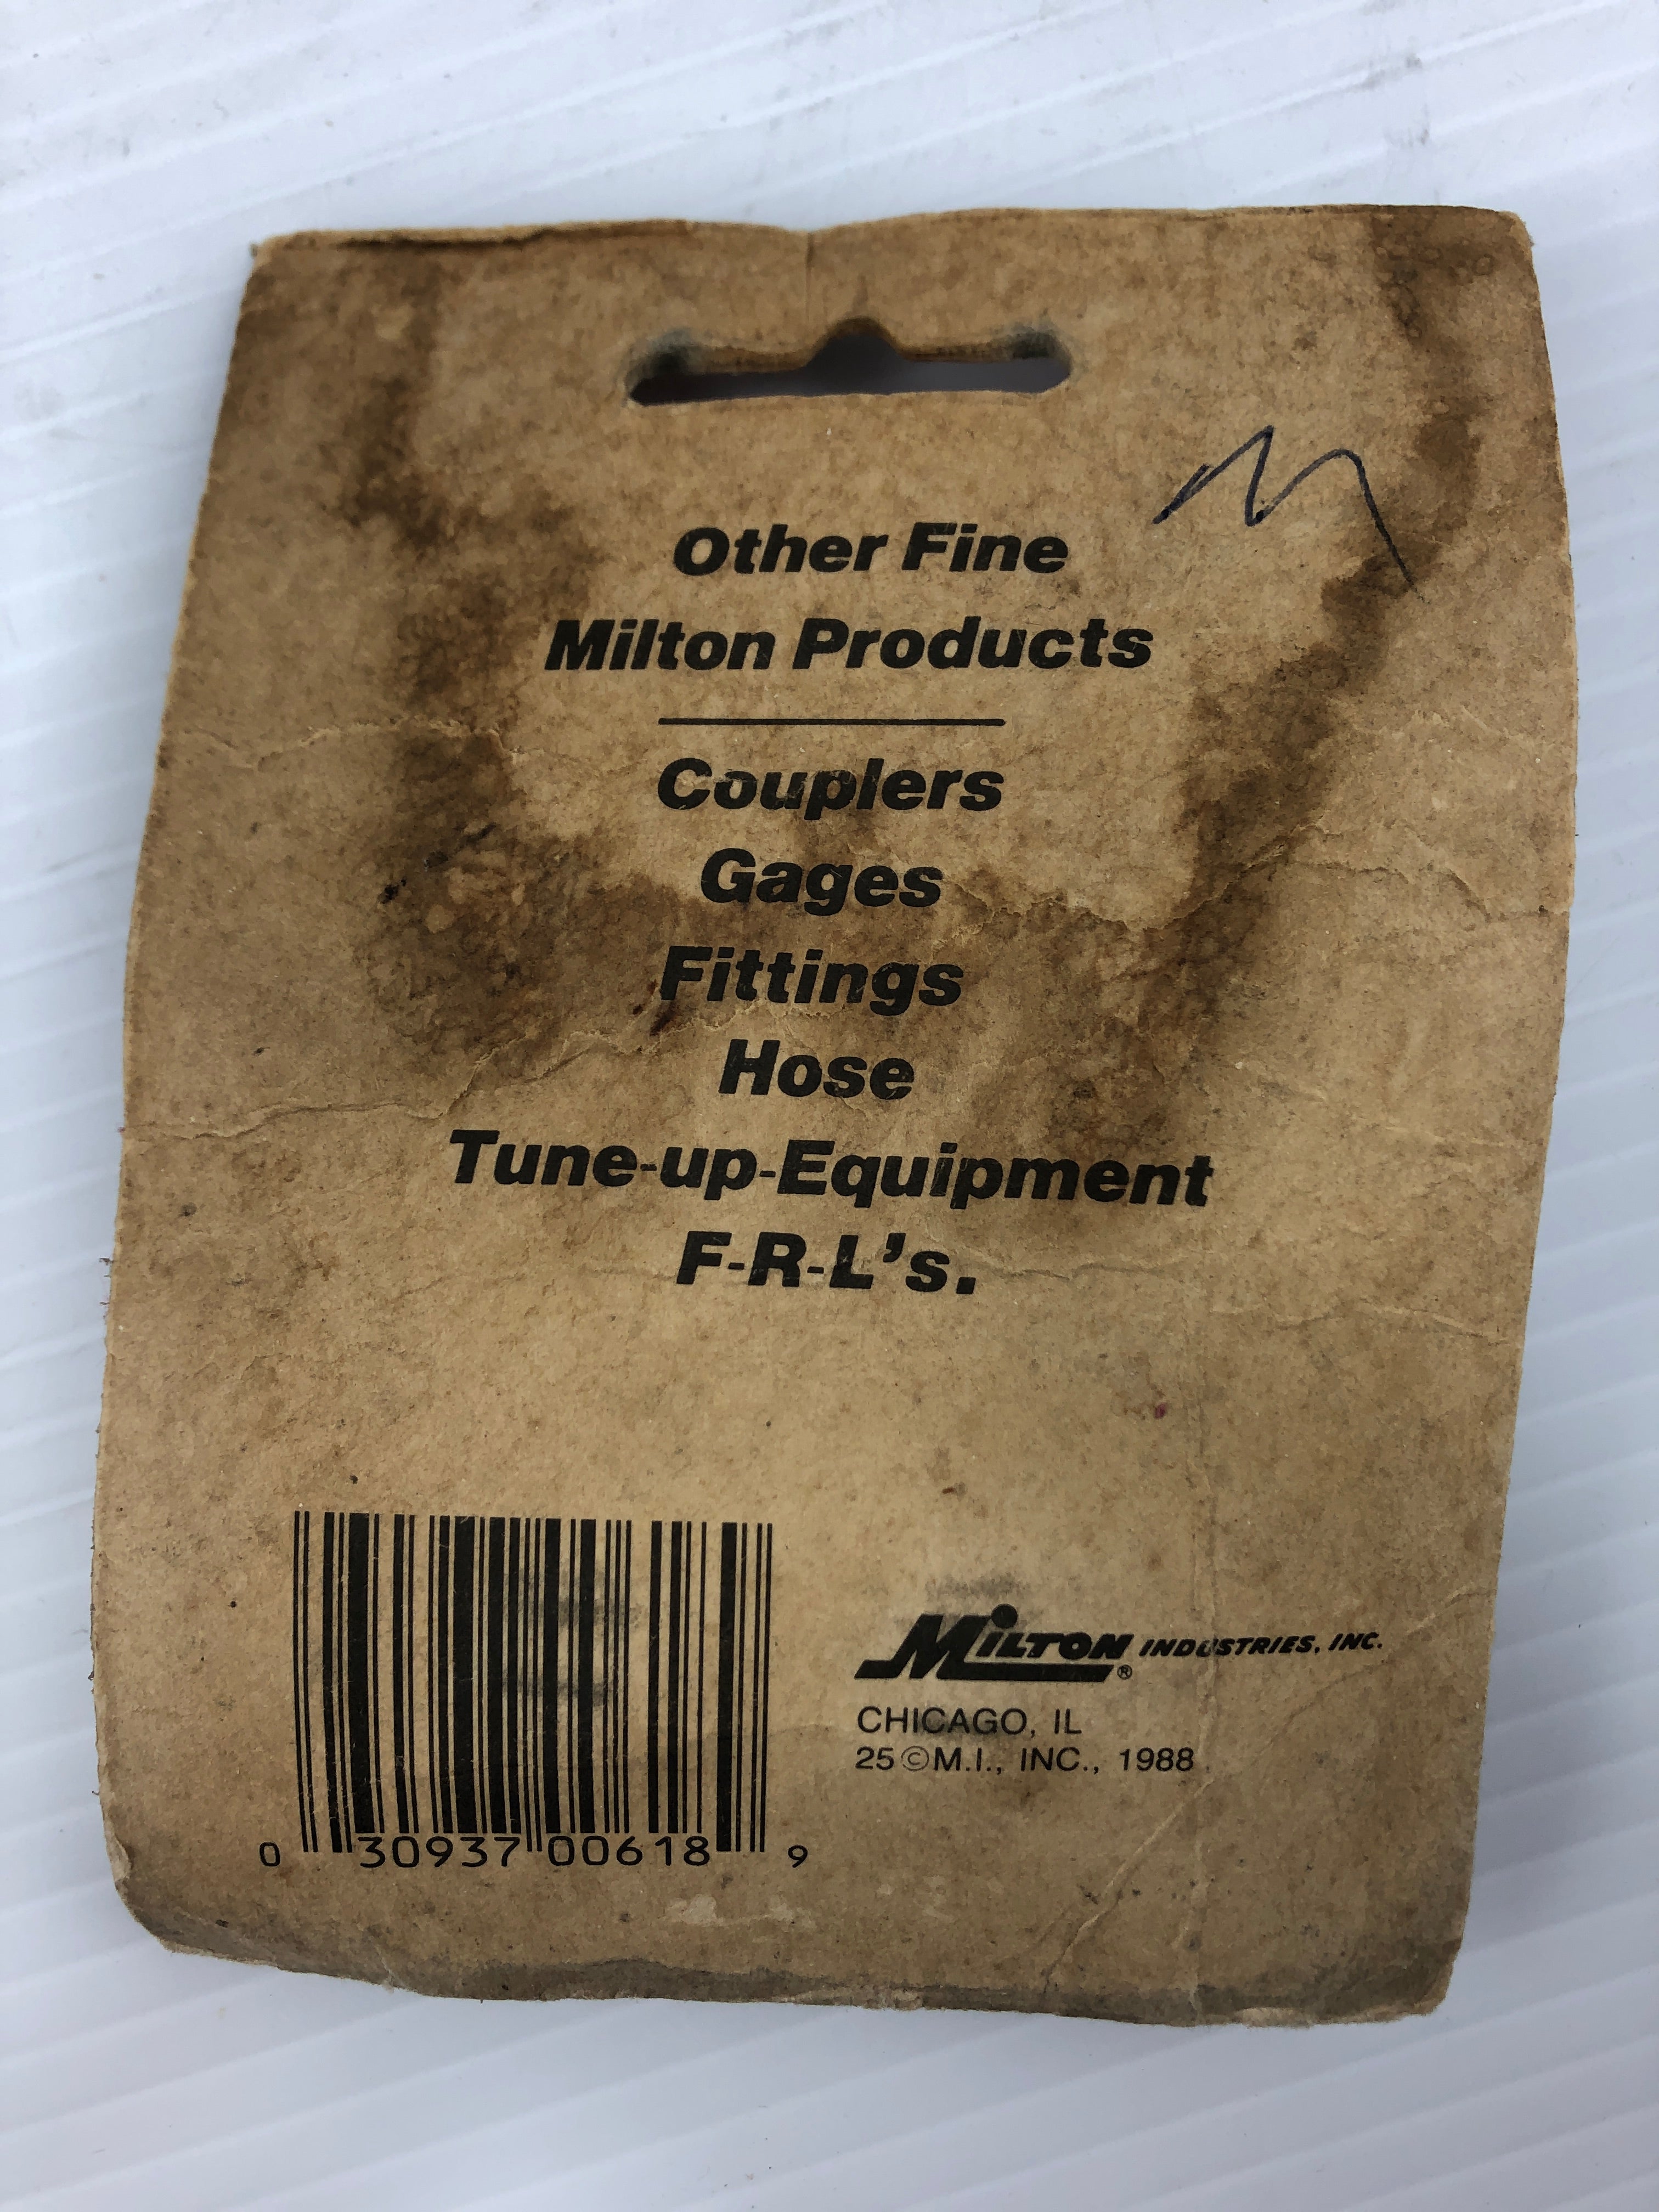 M
Other Fine
Milton Products
Couplers
Gages
Fittings
Hose
Tune-up-Equipment
F-R-L's.
MILTON® INDUSTRIES, INC.
CHICAGO, IL
25©M.I., INC., 1988
0 30937 00618 9